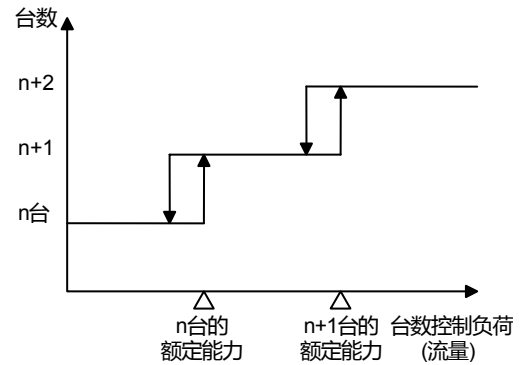 台数
n+2
n+1
n台
n台的
额定能力
n+1台的
额定能力
台数控制负荷
(流量)